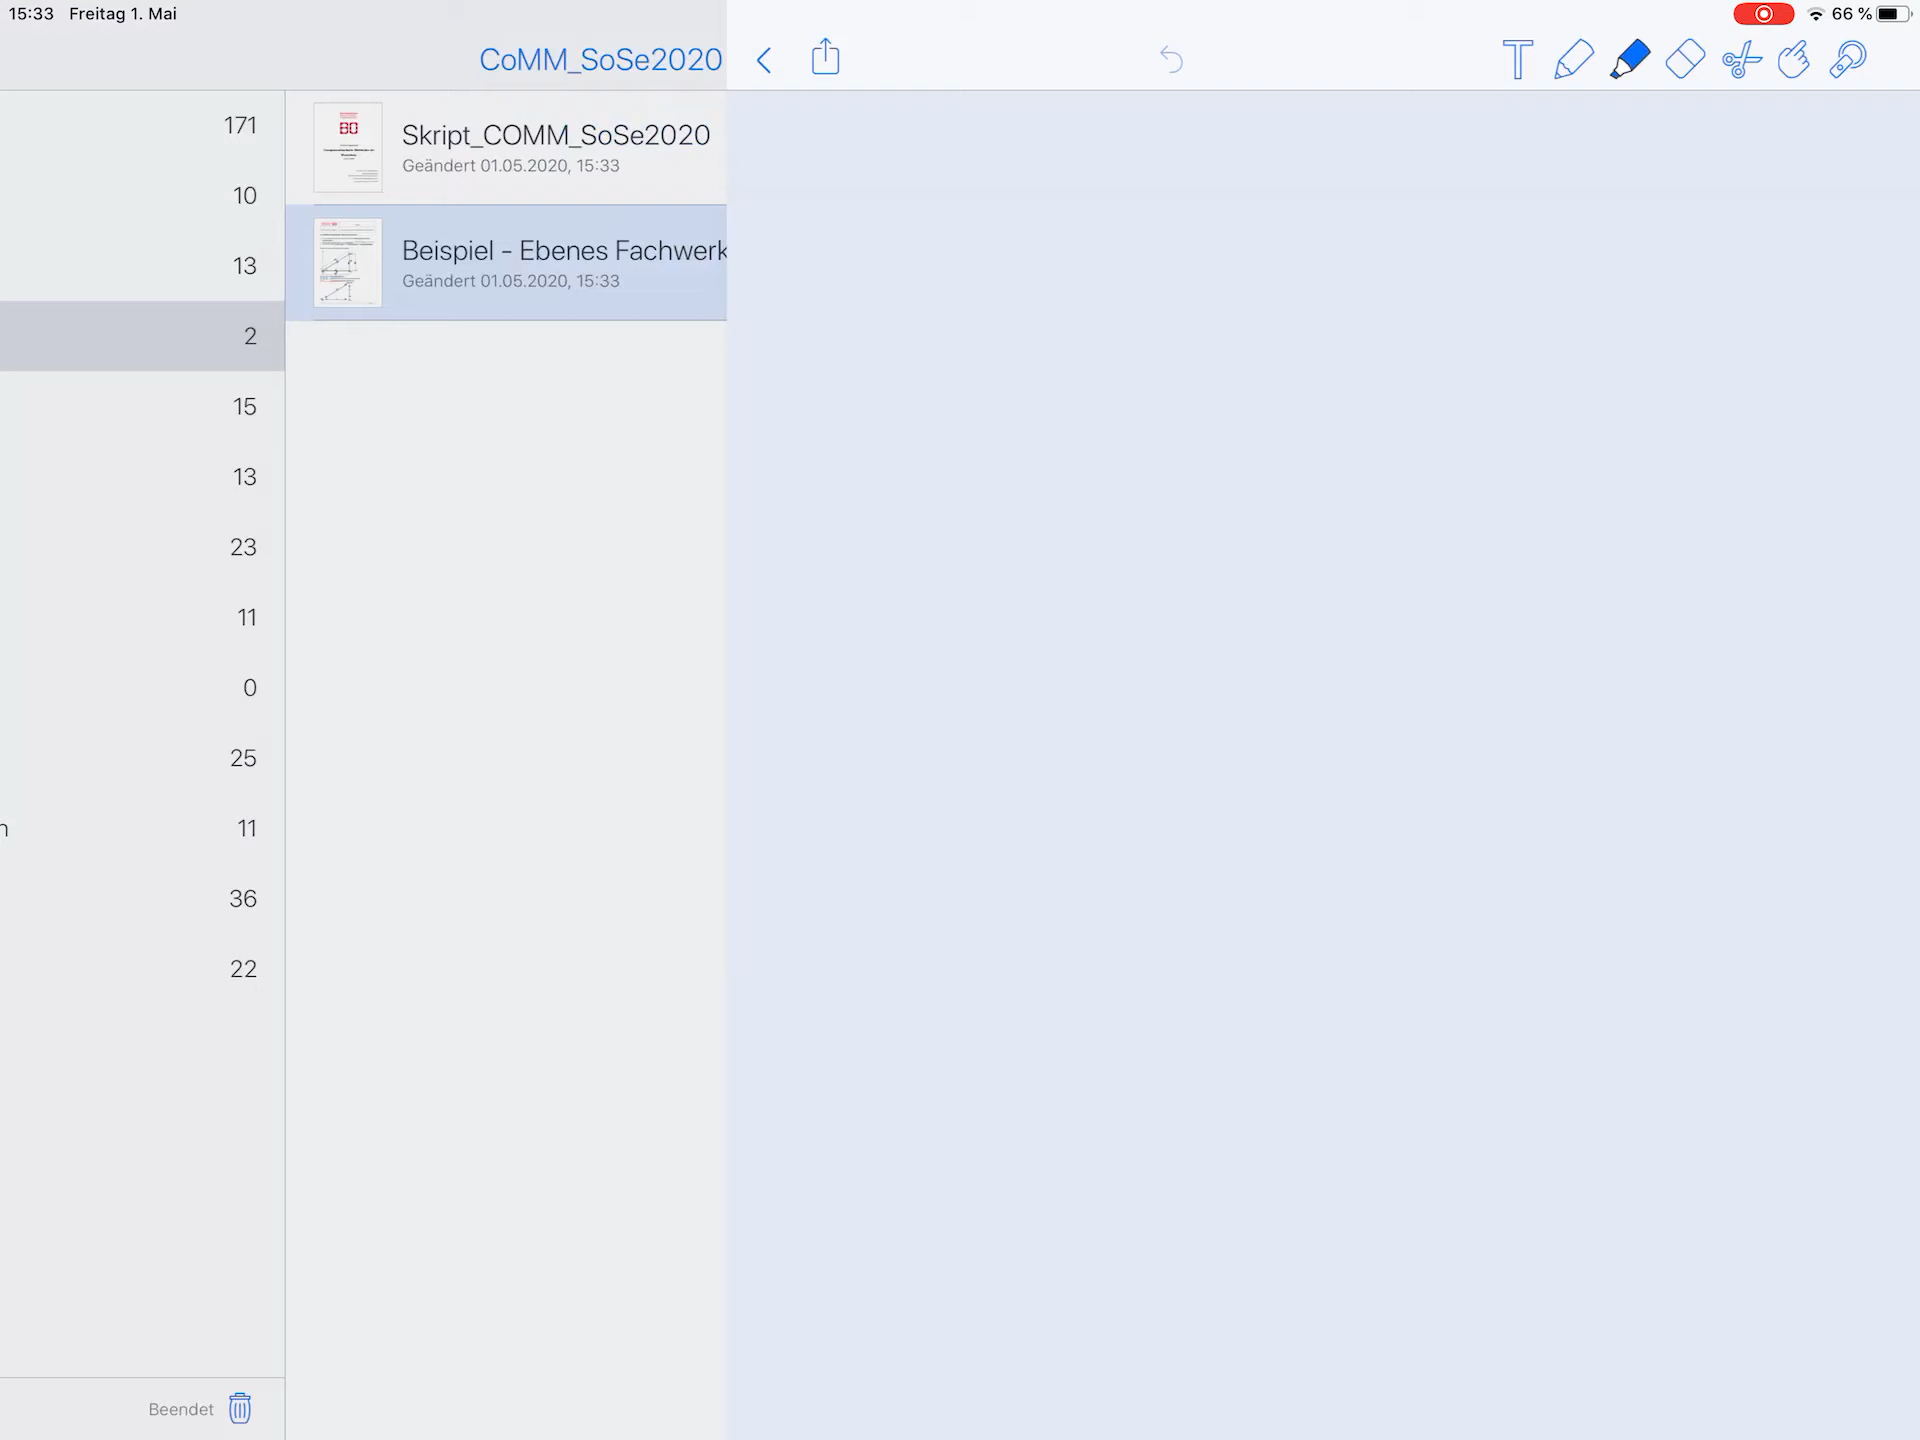 15:33 Freitag 1. Mai
66 %
CoMM_SoSe2020
171
10
13
2
15
13
23
11
0
25
11
36
22
Skript_COMM_SoSe2020
Geändert 01.05.2020, 15:33
Beispiel - Ebenes Fachwerk
Geändert 01.05.2020, 15:33
Beendet